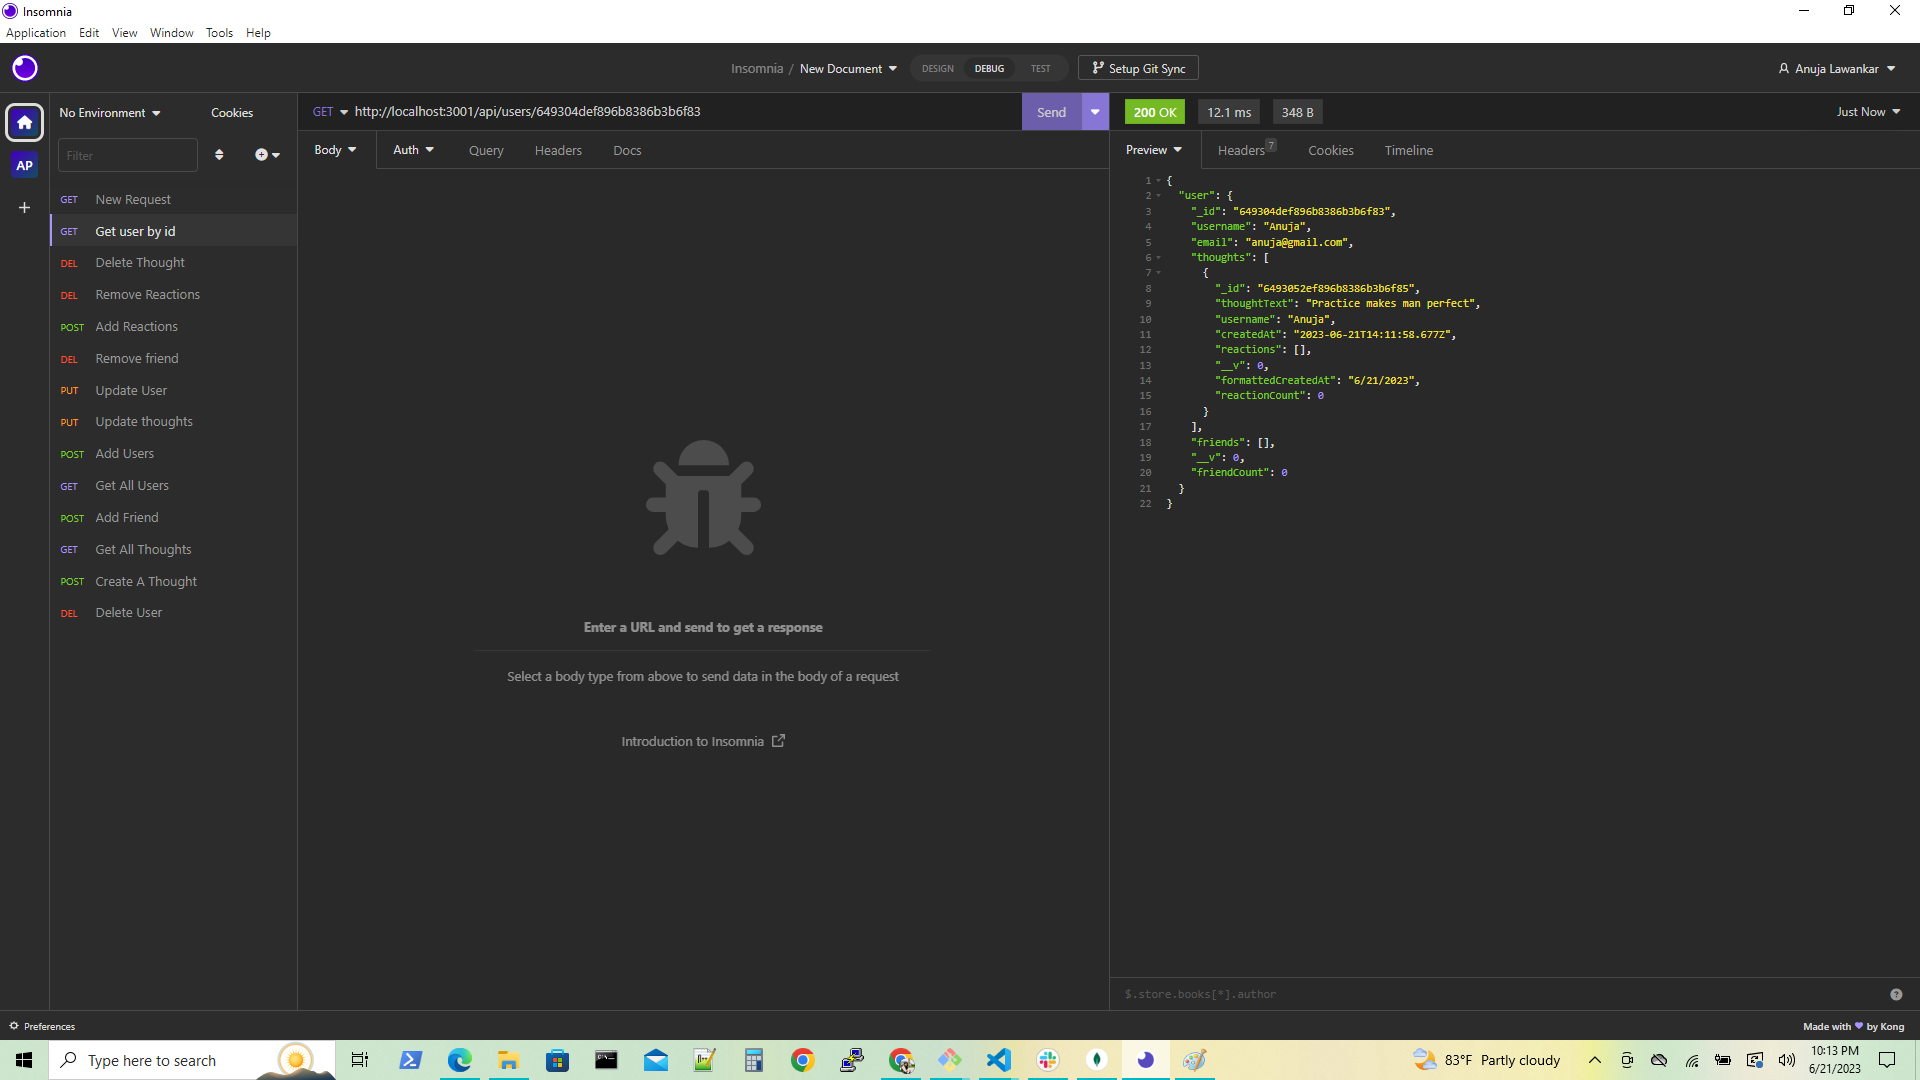 Insomnia
Application Edit View Window Tools Help
Insomnia / New Document DESIGN DEBUG TEST Setup Git Sync Anuja Lawankar
No Environment Cookies
GET http://localhost:3001/api/users/649304def896b8386b3b6f83 Send 200 OK 12.1 ms 348 B Just Now
Filter
Body Auth Query Headers Docs
Preview Headers 7 Cookies Timeline
AP
GET New Request
GET Get user by id
DEL Delete Thought
DEL Remove Reactions
POST Add Reactions
DEL Remove friend
PUT Update User
PUT Update thoughts
POST Add Users
GET Get All Users
POST Add Friend
GET Get All Thoughts
POST Create A Thought
DEL Delete User
Enter a URL and send to get a response
Select a body type from above to send data in the body of a request
Introduction to Insomnia
1 {
2 "user": {
3 "_id": "649304def896b8386b3b6f83",
4 "username": "Anuja",
5 "email": "anuja@gmail.com",
6 "thoughts": [
7 {
8 "_id": "6493052ef896b8386b3b6f85",
9 "thoughtText": "Practice makes man perfect",
10 "username": "Anuja",
11 "createdAt": "2023-06-21T14:11:58.677Z",
12 "reactions": [],
13 "__v": 0,
14 "formattedCreatedAt": "6/21/2023",
15 "reactionCount": 0
16 }
17 ],
18 "friends": [],
19 "__v": 0,
20 "friendCount": 0
21 }
22 }
$.store.books[*].author
Preferences
Made with by Kong
Type here to search
83°F Partly cloudy
10:13 PM
6/21/2023